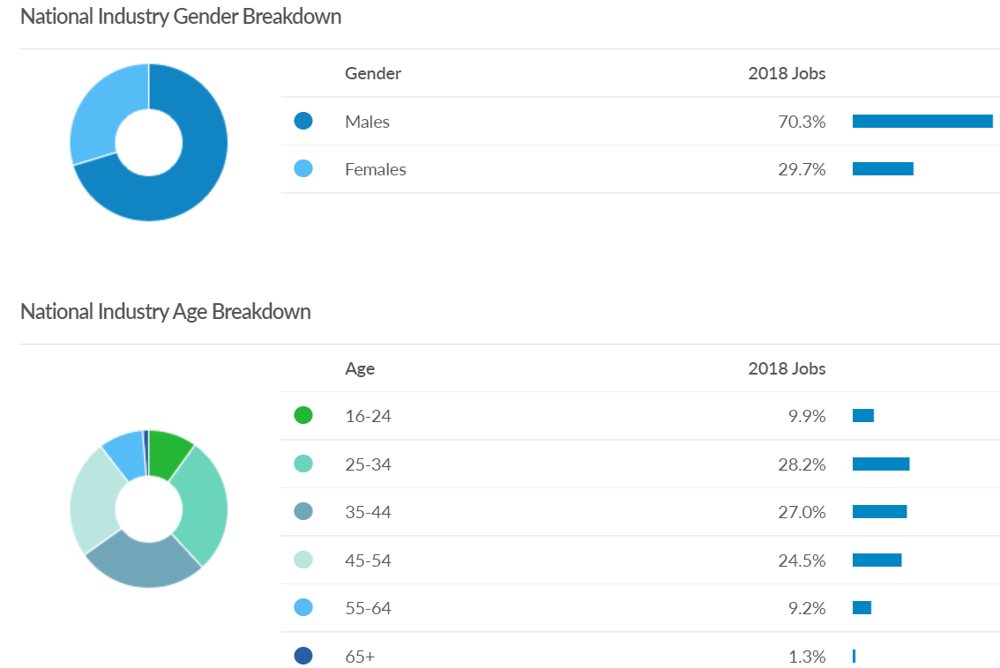 National Industry Gender Breakdown
Gender 2018 Jobs
Males 70.3%
Females 29.7%
National Industry Age Breakdown
Age 2018 Jobs
16-24 9.9%
25-34 28.2%
35-44 27.0%
45-54 24.5%
55-64 9.2%
65+ 1.3%